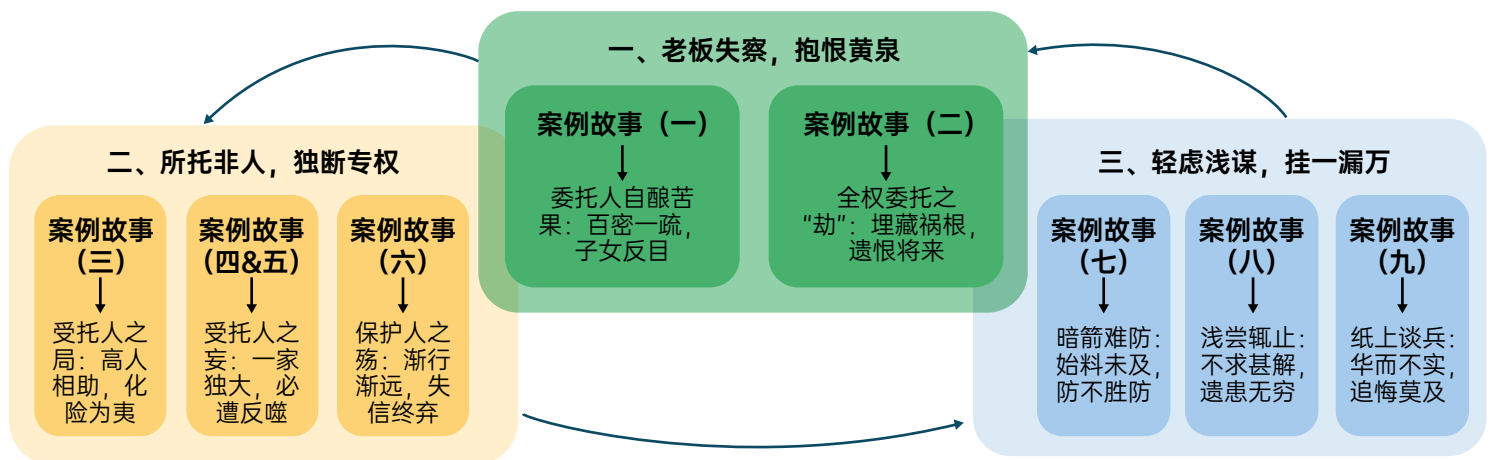 一、老板失察，抱恨黄泉
案例故事（一）
委托人自酿苦
果：百密一疏，
子女反目
案例故事（二）
全权委托之
“劫”：埋藏祸根，
遗恨将来
二、所托非人，独断专权
案例故事
（三）
受托人之
局：高人
相助，化
险为夷
案例故事
（四&五）
受托人之
妄：一家
独大，必
遭反噬
案例故事
（六）
保护人之
殇：渐行
渐远，失
信终弃
三、轻虑浅谋，挂一漏万
案例故事
（七）
暗箭难防：
始料未及，
防不胜防
案例故事
（八）
浅尝辄止：
不求甚解，
遗患无穷
案例故事
（九）
纸上谈兵：
华而不实，
追悔莫及